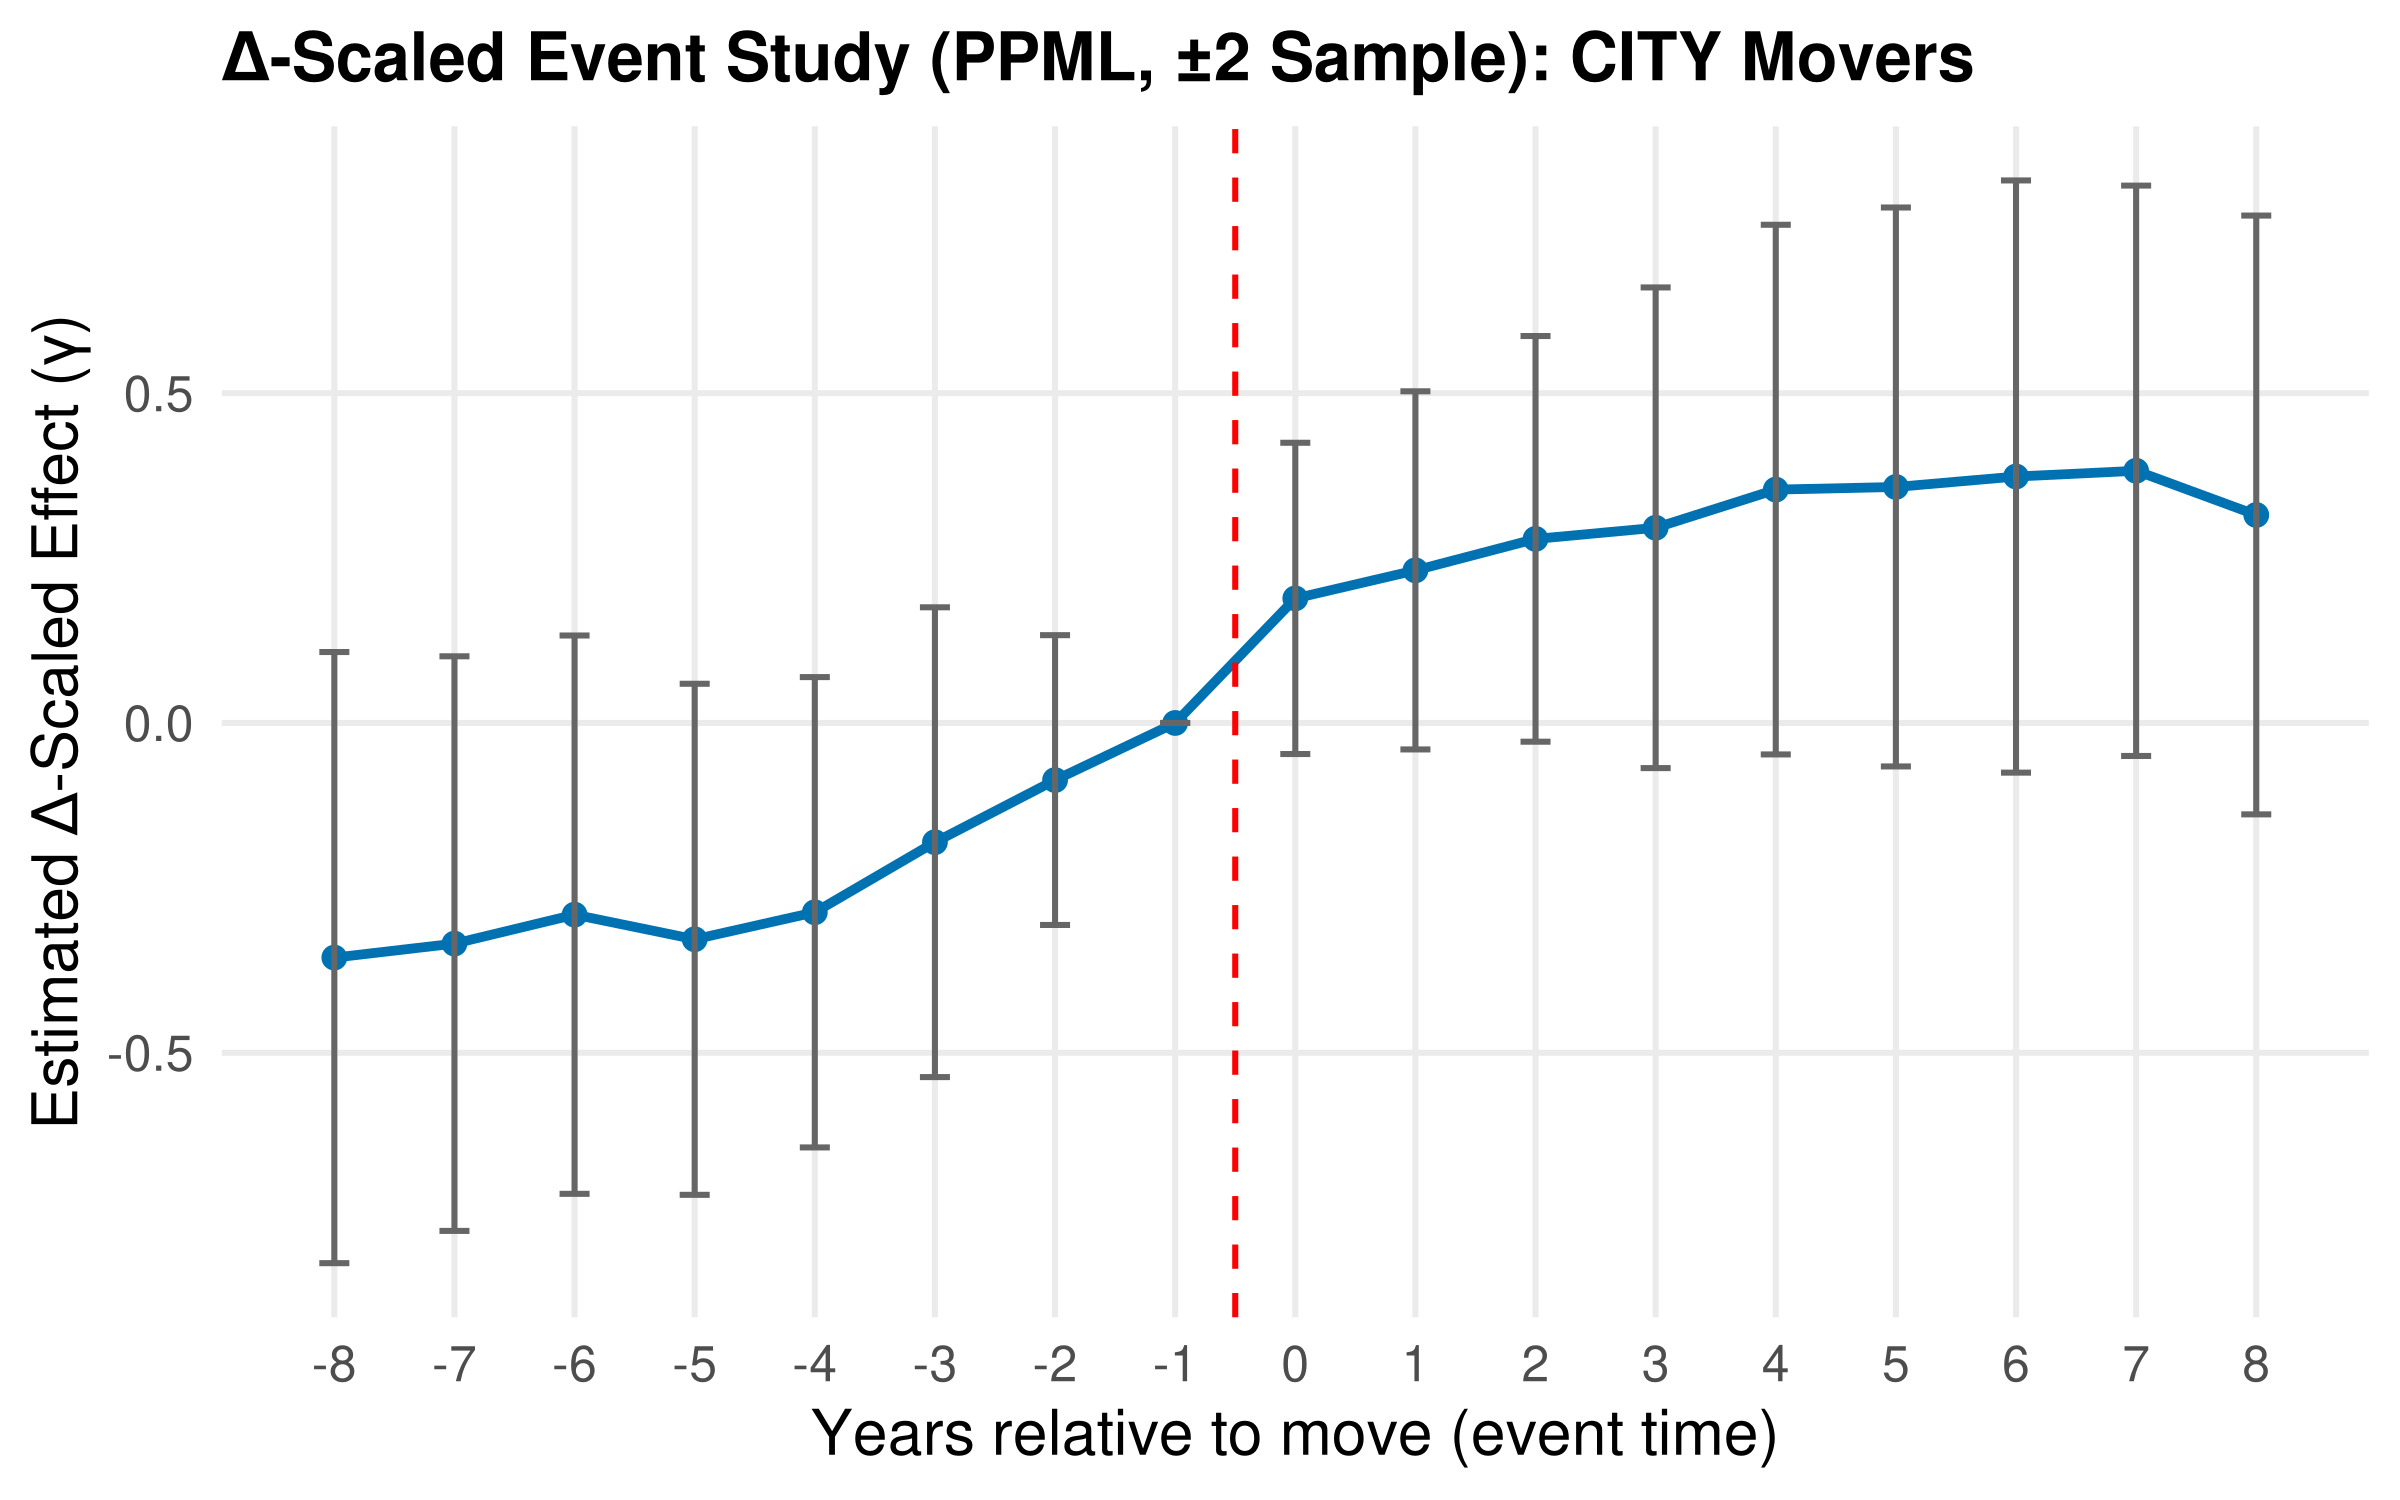 Δ-Scaled Event Study (PPML, ±2 Sample): CITY Movers
Estimated Δ-Scaled Effect (γ)
0.5
0.0
-0.5
-8 -7 -6 -5 -4 -3 -2 -1 0 1 2 3 4 5 6 7 8
Years relative to move (event time)